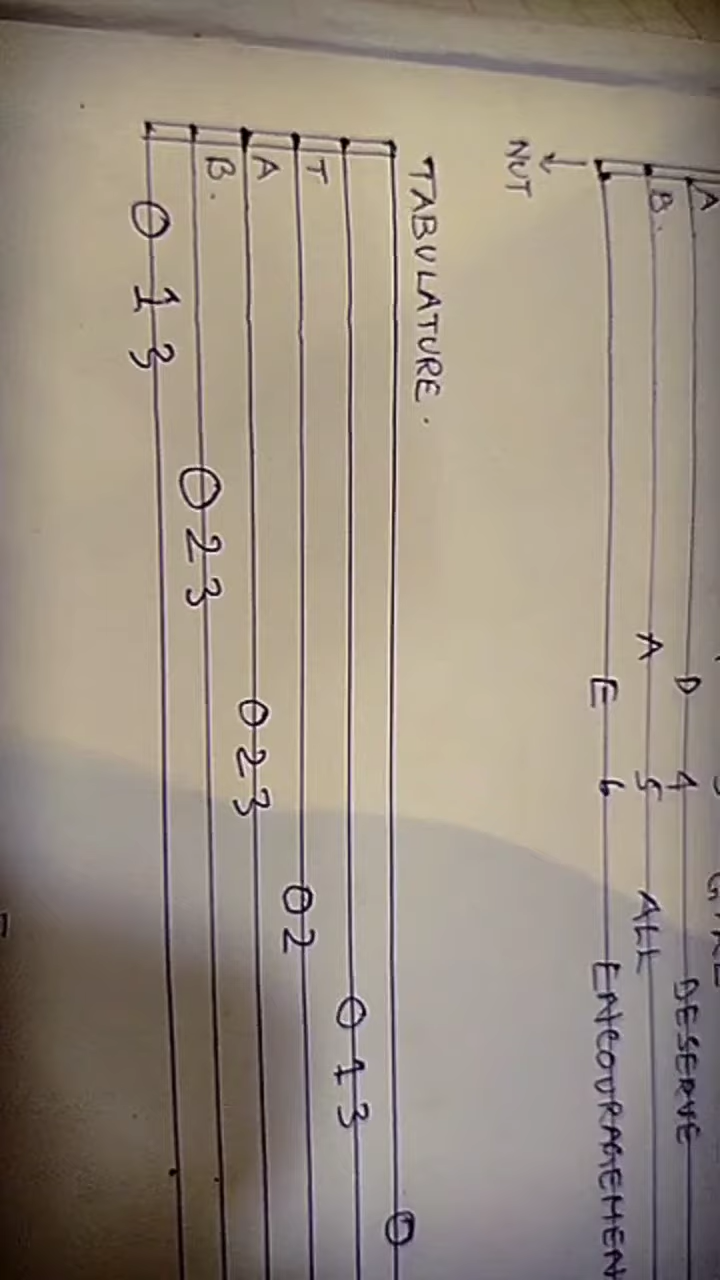 A D 4 DESERVE
B. A 5 ALL
E 6 ENCOURAGEMEN
NUT
TABULATURE.
0
0 1 3
T 0 2
A 0 2 3
B. 0 2 3
0 1 3